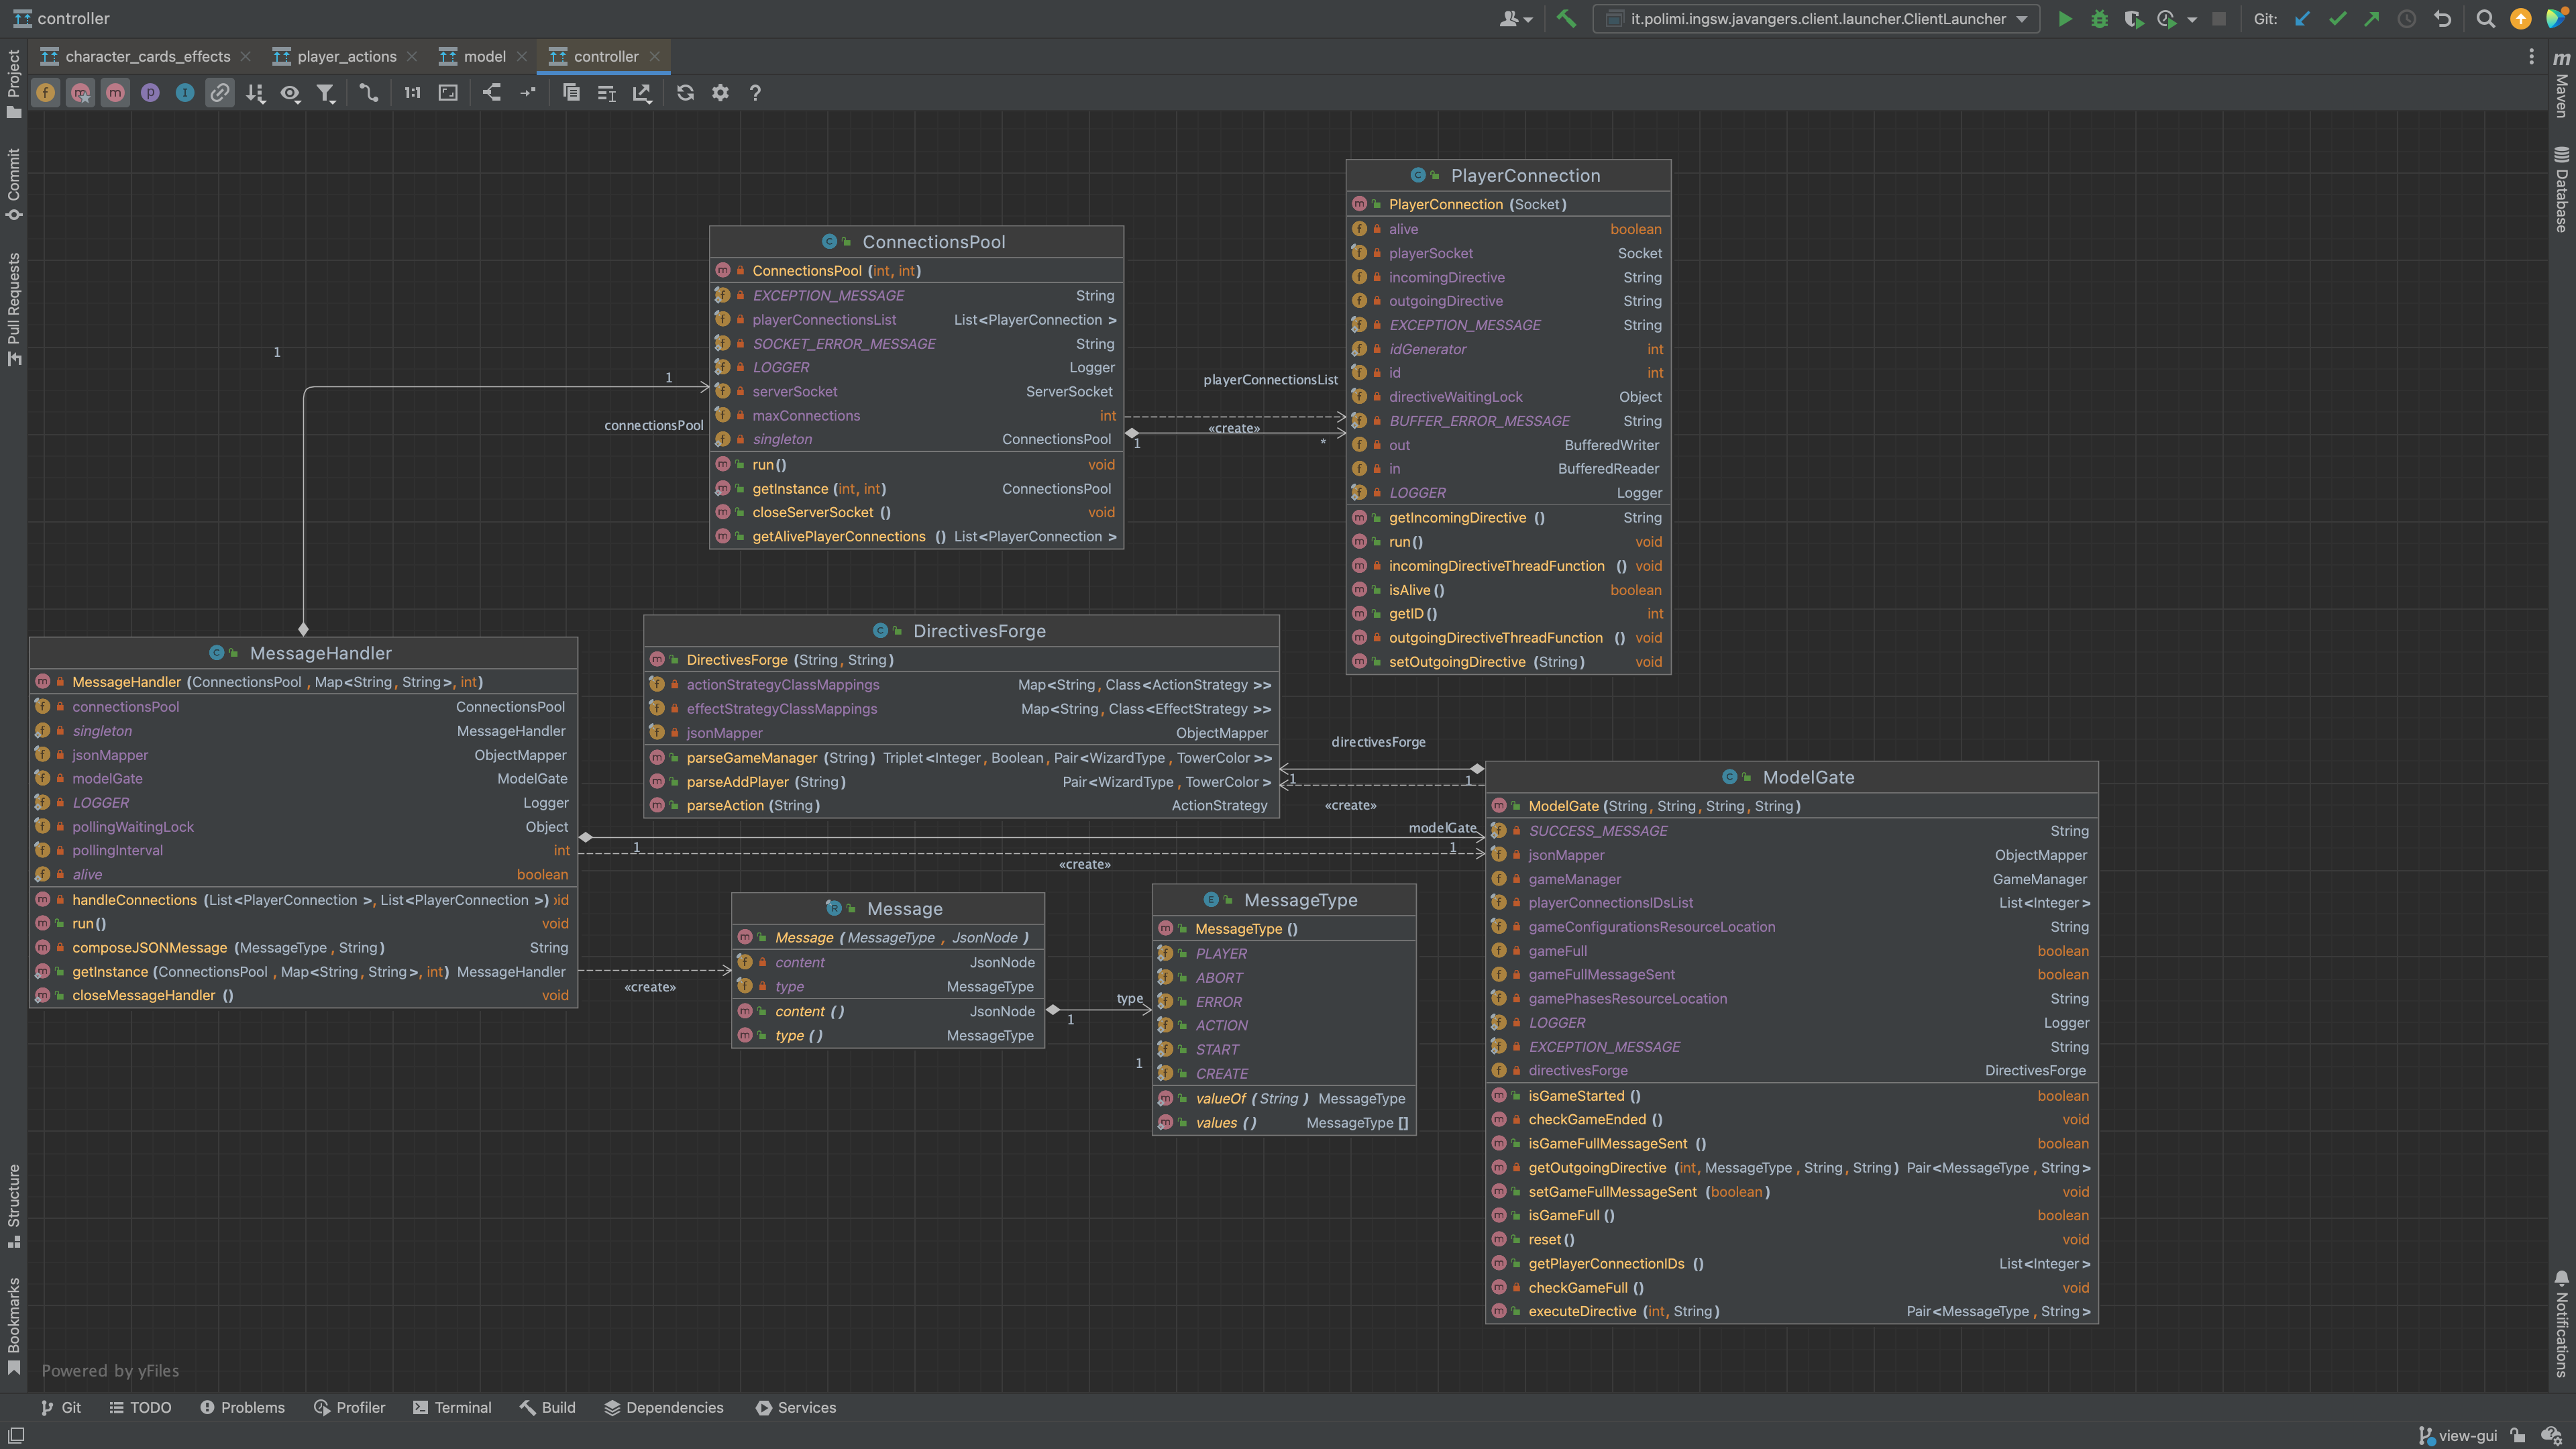 controller
it.polimi.ingsw.javangers.client.launcher.ClientLauncher
Git:
character_cards_effects
player_actions
model
controller
1:1
?
Project
Commit
Pull Requests
Structure
Bookmarks
Maven
Database
Notifications
PlayerConnection
PlayerConnection (Socket)
alive boolean
playerSocket Socket
incomingDirective String
outgoingDirective String
EXCEPTION_MESSAGE String
idGenerator int
id int
directiveWaitingLock Object
BUFFER_ERROR_MESSAGE String
out BufferedWriter
in BufferedReader
LOGGER Logger
getIncomingDirective () String
run() void
incomingDirectiveThreadFunction () void
isAlive () boolean
getID () int
outgoingDirectiveThreadFunction () void
setOutgoingDirective (String) void
ConnectionsPool
ConnectionsPool (int, int)
EXCEPTION_MESSAGE String
playerConnectionsList List<PlayerConnection >
SOCKET_ERROR_MESSAGE String
LOGGER Logger
serverSocket ServerSocket
maxConnections int
singleton ConnectionsPool
run() void
getInstance (int, int) ConnectionsPool
closeServerSocket () void
getAlivePlayerConnections () List<PlayerConnection >
1
1
connectionsPool
playerConnectionsList
«create»
1
*
MessageHandler
MessageHandler (ConnectionsPool , Map<String, String>, int)
connectionsPool ConnectionsPool
singleton MessageHandler
jsonMapper ObjectMapper
modelGate ModelGate
LOGGER Logger
pollingWaitingLock Object
pollingInterval int
alive boolean
handleConnections (List<PlayerConnection >, List<PlayerConnection >) void
run() void
composeJSONMessage (MessageType , String) String
getInstance (ConnectionsPool , Map<String, String>, int) MessageHandler
closeMessageHandler () void
DirectivesForge
DirectivesForge (String, String)
actionStrategyClassMappings Map<String, Class<ActionStrategy >>
effectStrategyClassMappings Map<String, Class<EffectStrategy >>
jsonMapper ObjectMapper
parseGameManager (String) Triplet<Integer, Boolean, Pair<WizardType , TowerColor >>
parseAddPlayer (String) Pair<WizardType , TowerColor >
parseAction (String) ActionStrategy
directivesForge
1
1
«create»
modelGate
1
1
«create»
Message
Message (MessageType , JsonNode )
content JsonNode
type MessageType
content () JsonNode
type () MessageType
«create»
type
1
1
MessageType
MessageType ()
PLAYER
ABORT
ERROR
ACTION
START
CREATE
valueOf (String ) MessageType
values () MessageType []
ModelGate
ModelGate (String, String, String, String)
SUCCESS_MESSAGE String
jsonMapper ObjectMapper
gameManager GameManager
playerConnectionsIDsList List<Integer>
gameConfigurationsResourceLocation String
gameFull boolean
gameFullMessageSent boolean
gamePhasesResourceLocation String
LOGGER Logger
EXCEPTION_MESSAGE String
directivesForge DirectivesForge
isGameStarted () boolean
checkGameEnded () void
isGameFullMessageSent () boolean
getOutgoingDirective (int, MessageType , String, String) Pair<MessageType , String>
setGameFullMessageSent (boolean ) void
isGameFull () boolean
reset() void
getPlayerConnectionIDs () List<Integer>
checkGameFull () void
executeDirective (int, String) Pair<MessageType , String>
Powered by yFiles
Git
TODO
Problems
Profiler
Terminal
Build
Dependencies
Services
view-gui